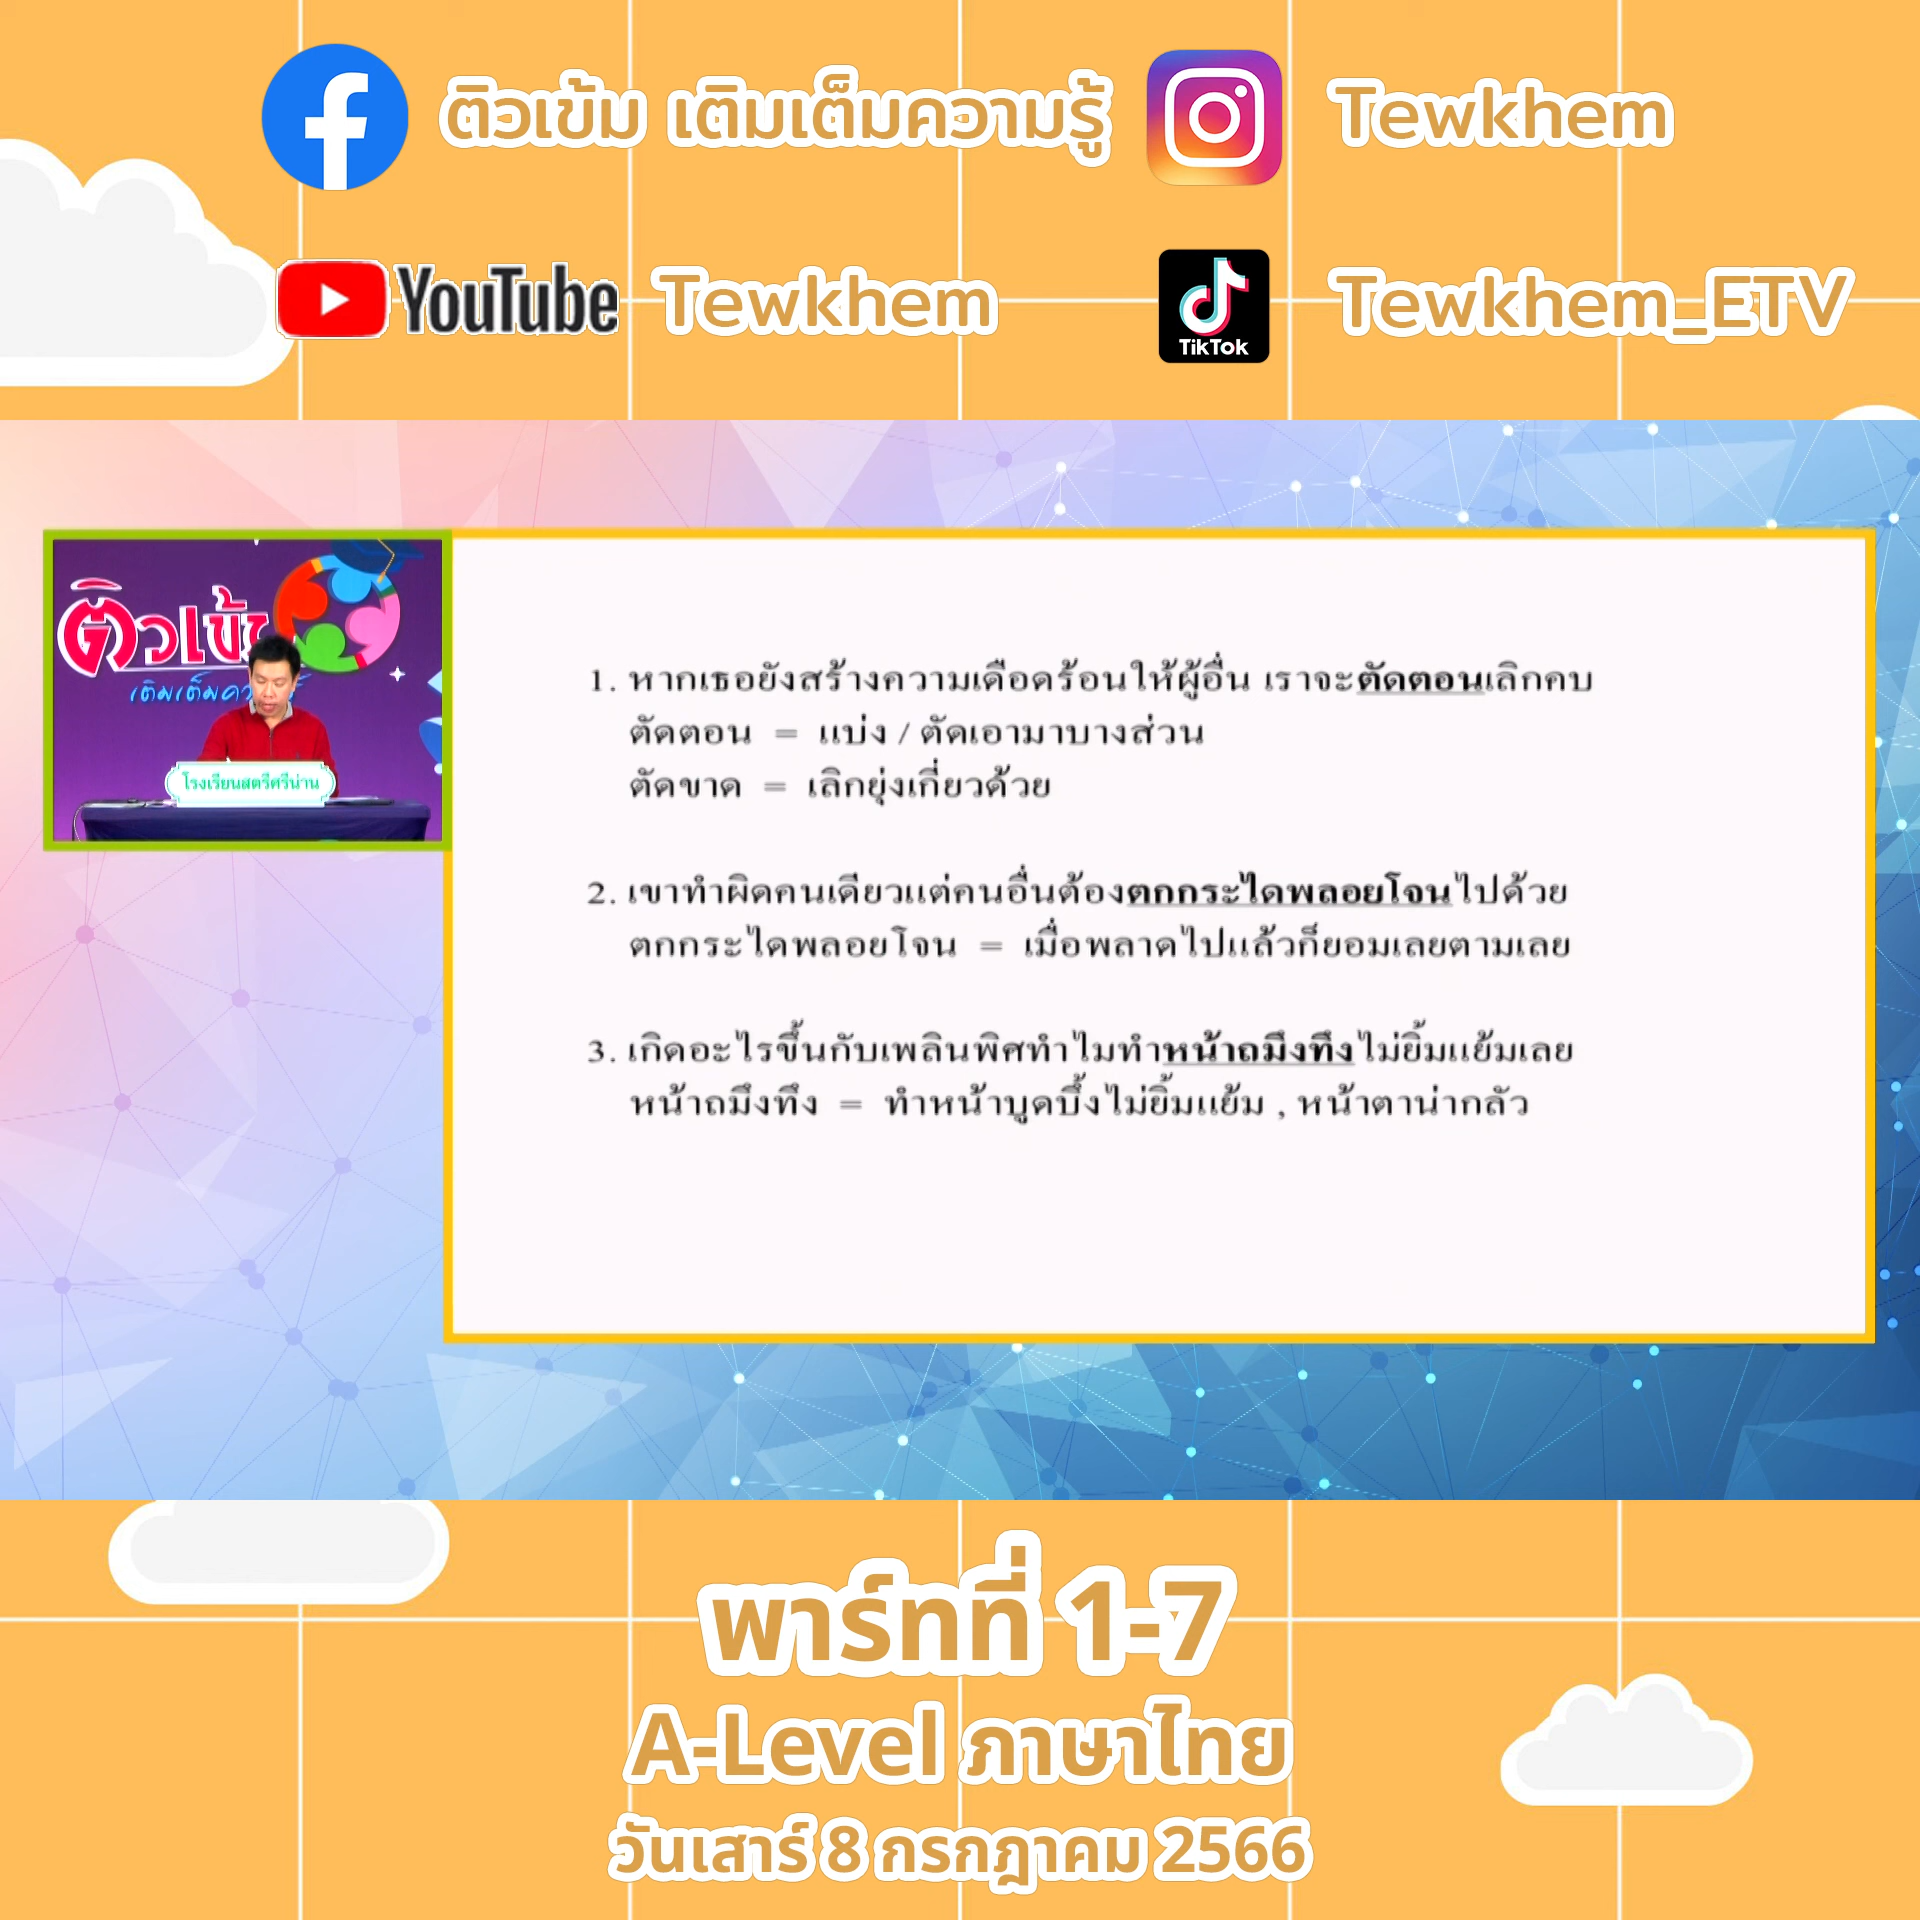 ติวเข้ม เติมเต็มความรู้
Tewkhem
YouTube Tewkhem
TikTok
Tewkhem_ETV
ติวเข้ม
เติมเต็มคว
โรงเรียนสตรีศรีน่าน
1. หากเธอยังสร้างความเดือดร้อนให้ผู้อื่น เราจะตัดตอนเลิกคบ
ตัดตอน = แบ่ง / ตัดเอามาบางส่วน
ตัดขาด = เลิกยุ่งเกี่ยวด้วย
2. เขาทำผิดคนเดียวแต่คนอื่นต้องตกกระไดพลอยโจนไปด้วย
ตกกระไดพลอยโจน = เมื่อพลาดไปแล้วก็ยอมเลยตามเลย
3. เกิดอะไรขึ้นกับเพลินพิศทำไมทำหน้าถมึงทึงไม่ยิ้มแย้มเลย
หน้าถมึงทึง = ทำหน้าบูดบึ้งไม่ยิ้มแย้ม , หน้าตาน่ากลัว
พาร์ทที่ 1-7
A-Level ภาษาไทย
วันเสาร์ 8 กรกฎาคม 2566